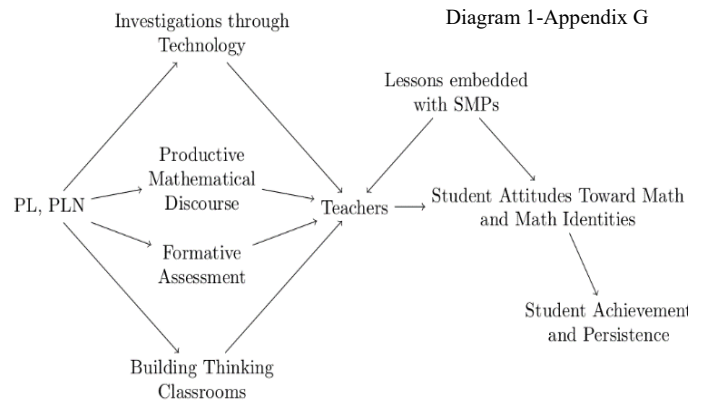 Diagram 1-Appendix G
Investigations through
Technology
Lessons embedded
with SMPs
Productive
Mathematical
Discourse
PL, PLN
Teachers
Student Attitudes Toward Math
and Math Identities
Formative
Assessment
Student Achievement
and Persistence
Building Thinking
Classrooms